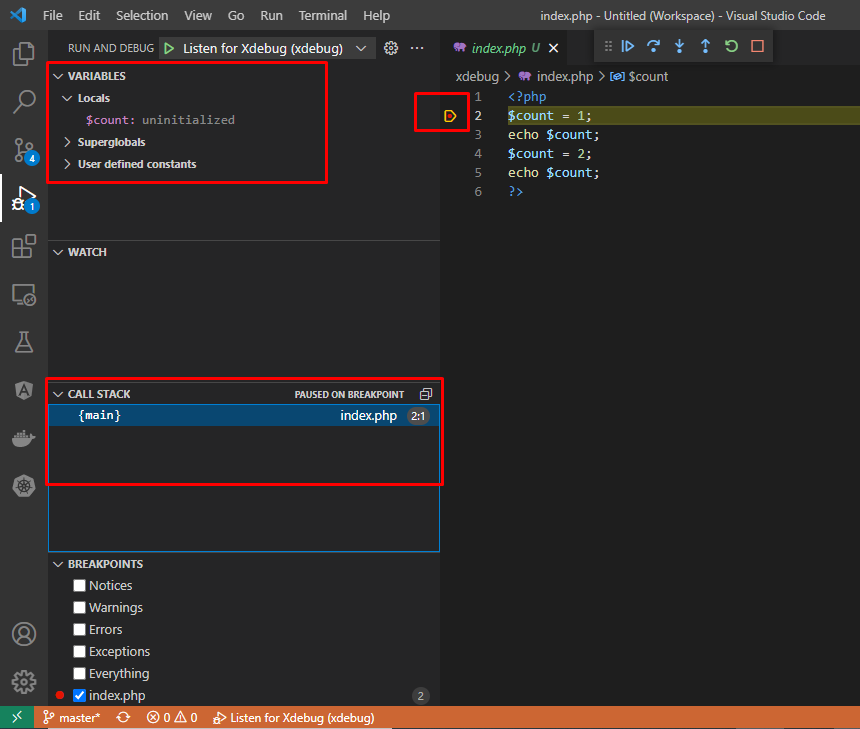 File Edit Selection View Go Run Terminal Help index.php - Untitled (Workspace) - Visual Studio Code
RUN AND DEBUG Listen for Xdebug (xdebug)
VARIABLES
Locals
$count: uninitialized
Superglobals
User defined constants
WATCH
CALL STACK PAUSED ON BREAKPOINT
{main} index.php 2:1
BREAKPOINTS
Notices
Warnings
Errors
Exceptions
Everything
index.php 2
4
1
index.php U
xdebug > index.php > $count
1 <?php
2 $count = 1;
3 echo $count;
4 $count = 2;
5 echo $count;
6 ?>
master* 0 0 Listen for Xdebug (xdebug)